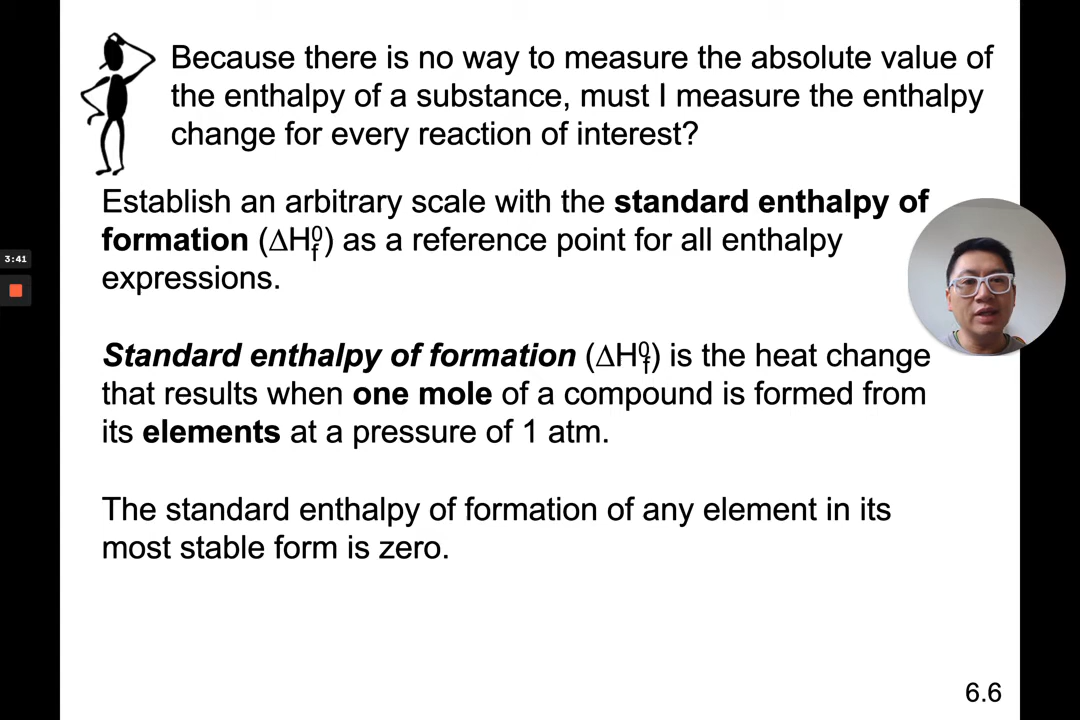 Because there is no way to measure the absolute value of
the enthalpy of a substance, must I measure the enthalpy
change for every reaction of interest?
Establish an arbitrary scale with the standard enthalpy of
formation (ΔH⁰f) as a reference point for all enthalpy
expressions.
3:41
Standard enthalpy of formation (ΔH⁰f) is the heat change
that results when one mole of a compound is formed from
its elements at a pressure of 1 atm.
The standard enthalpy of formation of any element in its
most stable form is zero.
6.6